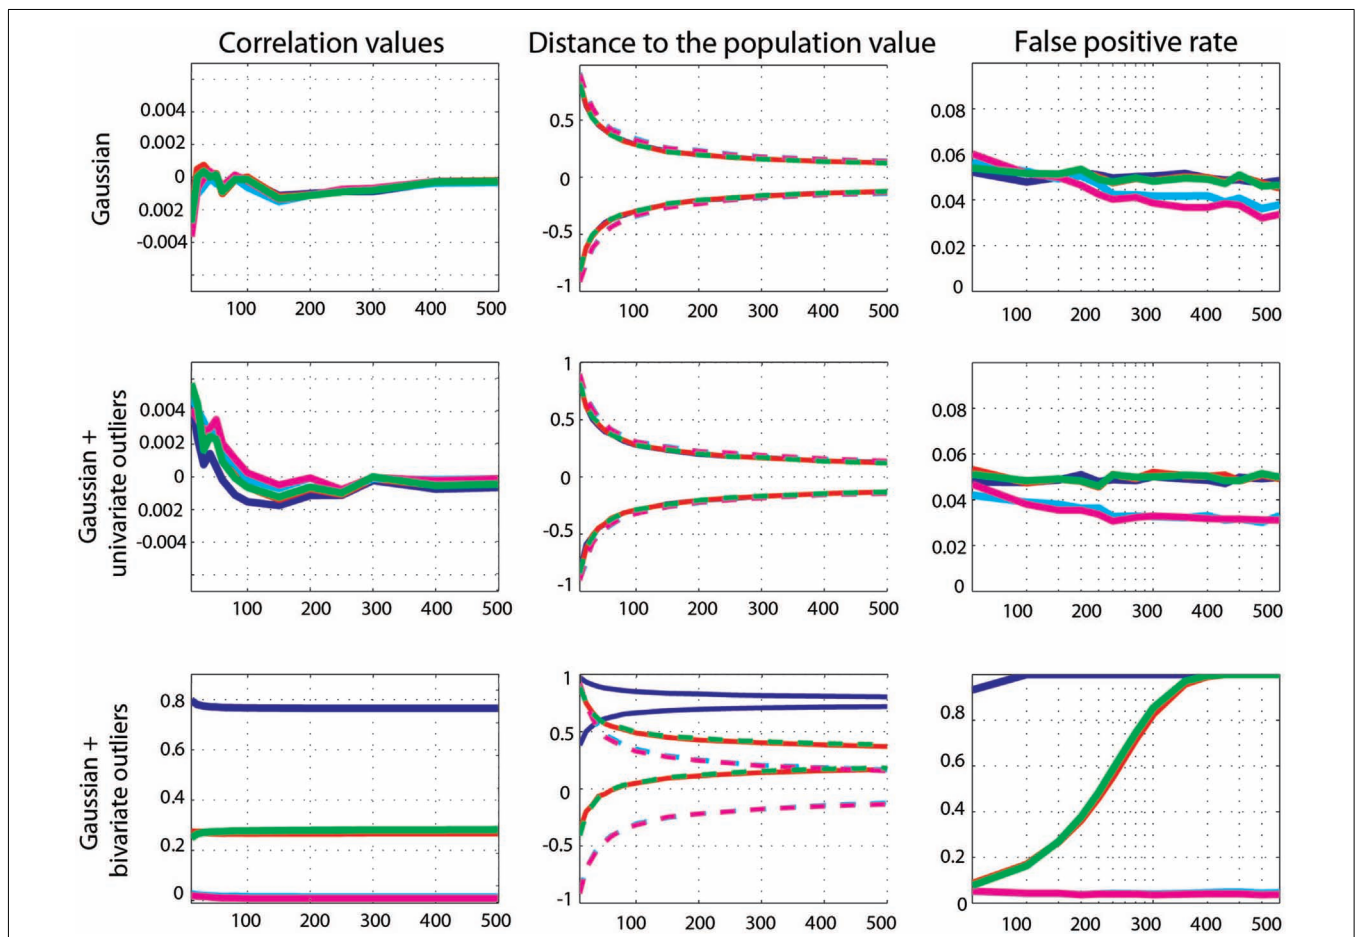 Correlation values Distance to the population value False positive rate
Gaussian
0.004
0.002
0
0.002
-0.004
100 200 300 400 500
0.5
0
-0.5
-1
100 200 300 400 500
0.08
0.06
0.04
0.02
0
100 200 300 400 500
Gaussian +
univariate outliers
0.004
0.002
0
0.002
-0.004
100 200 300 400 500
1
0.5
0
-0.5
-1
100 200 300 400 500
0.08
0.06
0.04
0.02
0
100 200 300 400 500
Gaussian +
bivariate outliers
0.8
0.6
0.4
0.2
0
100 200 300 400 500
1
0.5
0
-0.5
-1
100 200 300 400 500
0.8
0.6
0.4
0.2
0
100 200 300 400 500